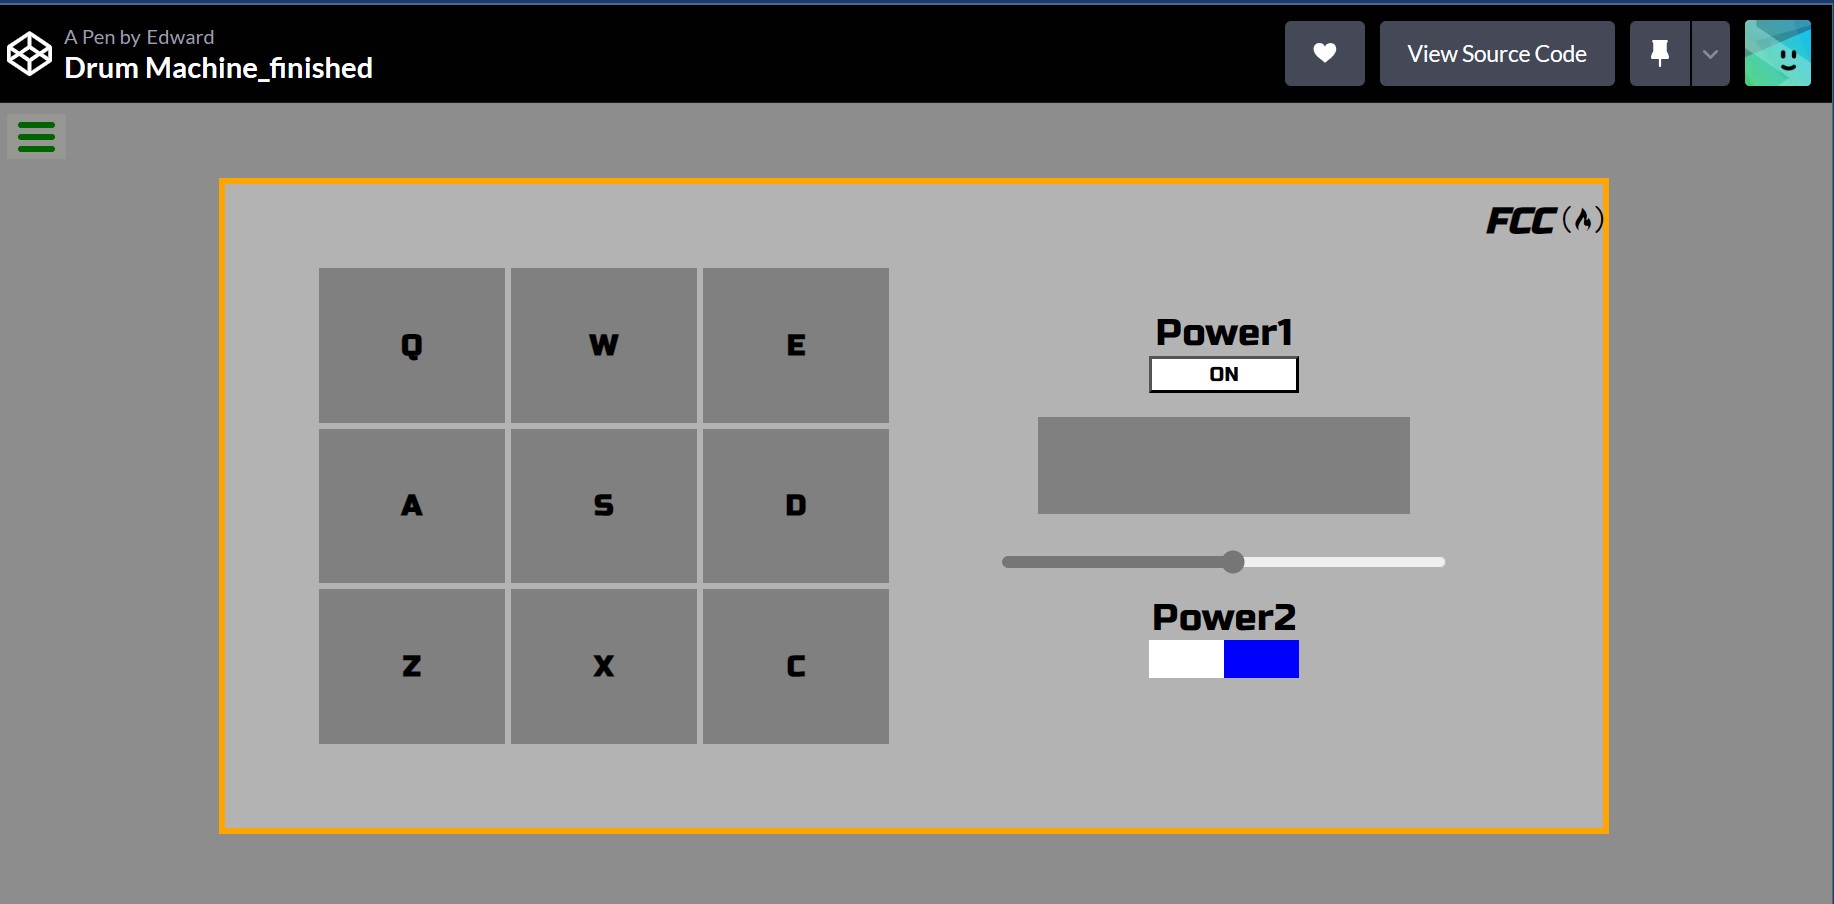 A Pen by Edward
Drum Machine_finished
View Source Code
FCC
Q W E
Power1
ON
A S D
Power2
Z X C